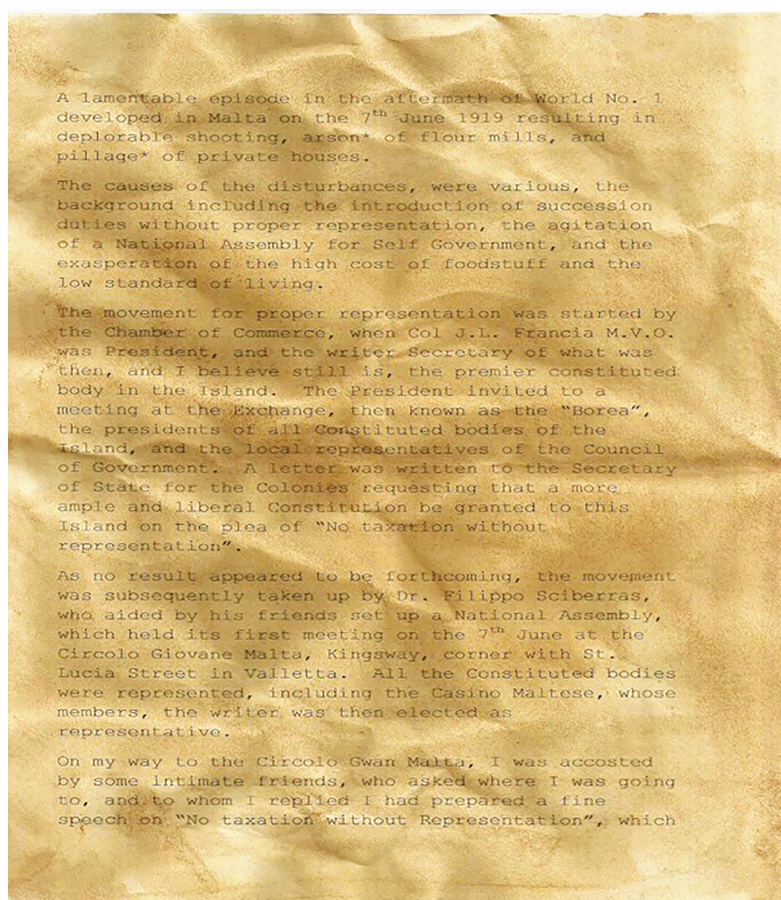 A lamentable episode in the aftermath of World No. 1
developed in Malta on the 7th June 1919 resulting in
deplorable shooting, arson* of flour mills, and
pillage* of private houses.
The causes of the disturbances, were various, the
background including the introduction of succession
duties without proper representation, the agitation
of a National Assembly for Self Government, and the
exasperation of the high cost of foodstuff and the
low standard of living.
The movement for proper representation was started by
the Chamber of Commerce, when Col J.L. Francia M.V.O.
was President, and the writer Secretary of what was
then, and I believe still is, the premier constituted
body in the Island. The President invited to a
meeting at the Exchange, then known as the “Borea”,
the presidents of all Constituted bodies of the
Island, and the local representatives of the Council
of Government. A letter was written to the Secretary
of State for the Colonies requesting that a more
ample and liberal Constitution be granted to this
Island on the plea of “No taxation without
representation”.
As no result appeared to be forthcoming, the movement
was subsequently taken up by Dr. Filippo Sciberras,
who aided by his friends set up a National Assembly,
which held its first meeting on the 7th June at the
Circolo Giovane Malta, Kingsway, corner with St.
Lucia Street in Valletta. All the Constituted bodies
were represented, including the Casino Maltese, whose
members, the writer was then elected as
representative.
On my way to the Circolo Gwan Malta, I was accosted
by some intimate friends, who asked where I was going
to, and to whom I replied I had prepared a fine
speech on “No taxation without Representation”, which